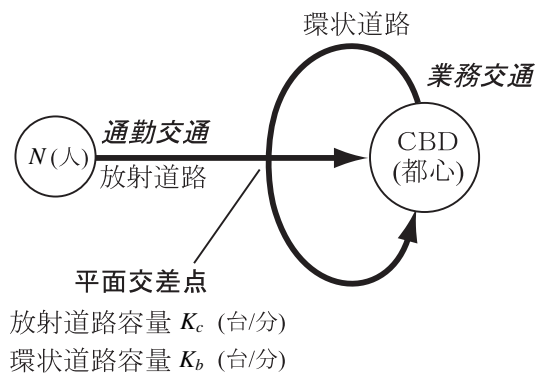 環状道路
業務交通
通勤交通
N(人)
放射道路
CBD
(都心)
平面交差点
放射道路容量 Kc (台/分)
環状道路容量 Kb (台/分)